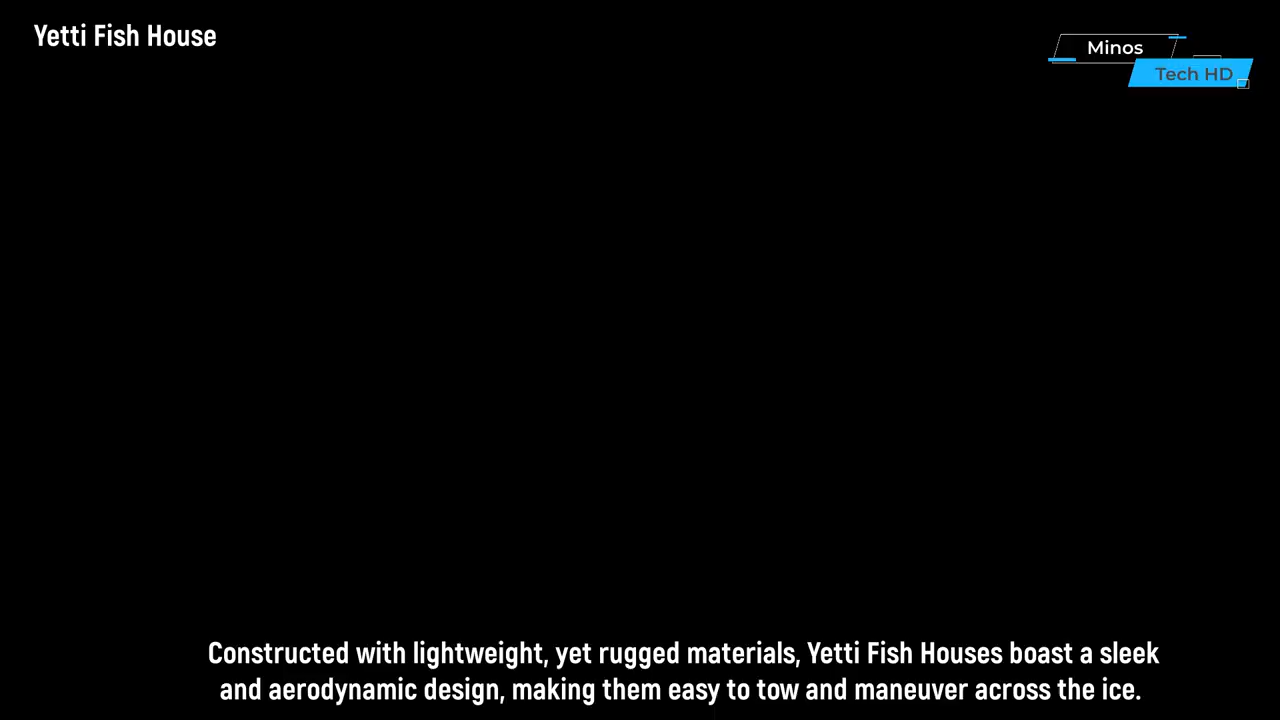 Yetti Fish House
Minos
Tech HD
Constructed with lightweight, yet rugged materials, Yetti Fish Houses boast a sleek
and aerodynamic design, making them easy to tow and maneuver across the ice.